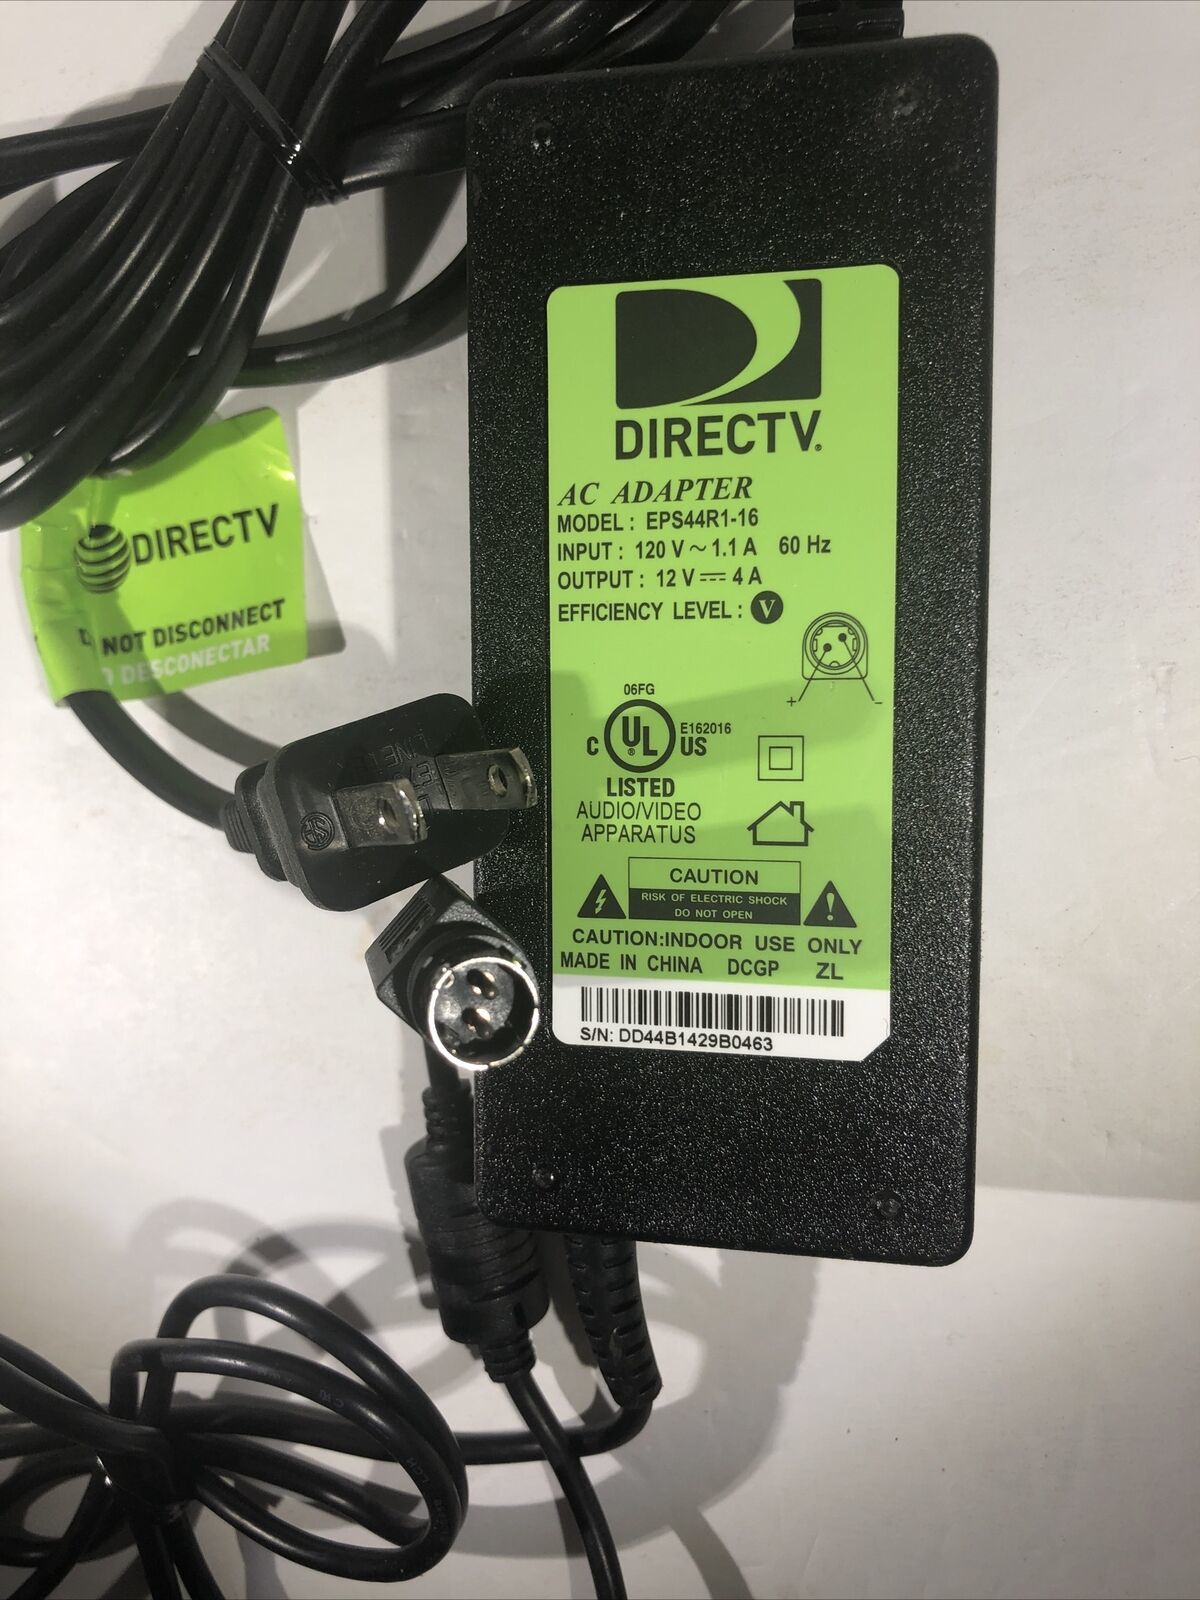 DIRECTV®
AC ADAPTER
MODEL : EPS44R1-16
INPUT : 120 V ~ 1.1 A 60 Hz
OUTPUT : 12 V ⎓ 4 A
EFFICIENCY LEVEL : V
+ -
06FG
C UL® US E162016
LISTED
AUDIO/VIDEO
APPARATUS
CAUTION
RISK OF ELECTRIC SHOCK
DO NOT OPEN
CAUTION:INDOOR USE ONLY
MADE IN CHINA DCGP ZL
S/N: DD44B1429B0463
DIRECTV
NOT DISCONNECT
DESCONECTAR